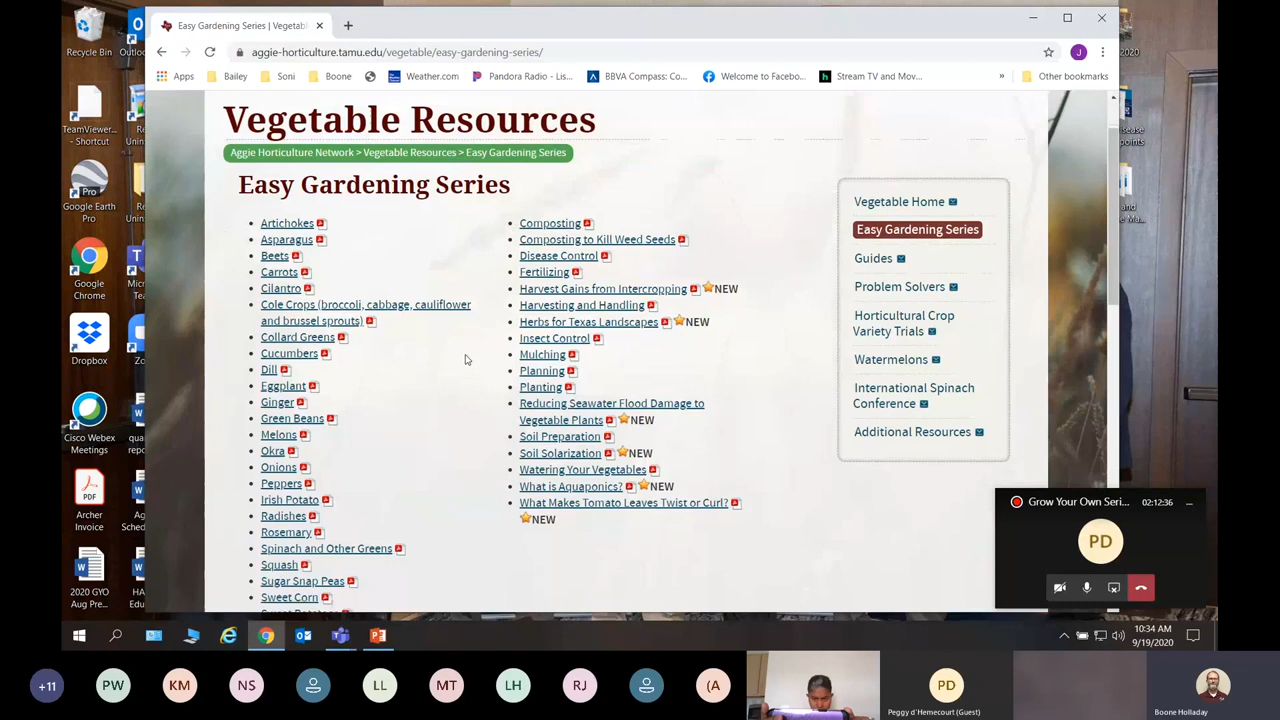 Easy Gardening Series | Vegetabl
aggie-horticulture.tamu.edu/vegetable/easy-gardening-series/
J
Apps
Bailey
Soni
Boone
Weather.com
Pandora Radio - Lis...
BBVA Compass: Co...
Welcome to Facebo...
Stream TV and Mov...
»
Other bookmarks
Vegetable Resources
Aggie Horticulture Network > Vegetable Resources > Easy Gardening Series
Easy Gardening Series
Artichokes
Asparagus
Beets
Carrots
Cilantro
Cole Crops (broccoli, cabbage, cauliflower
and brussel sprouts)
Collard Greens
Cucumbers
Dill
Eggplant
Ginger
Green Beans
Melons
Okra
Onions
Peppers
Irish Potato
Radishes
Rosemary
Spinach and Other Greens
Squash
Sugar Snap Peas
Sweet Corn
Composting
Composting to Kill Weed Seeds
Disease Control
Fertilizing
Harvest Gains from Intercropping NEW
Harvesting and Handling
Herbs for Texas Landscapes NEW
Insect Control
Mulching
Planning
Planting
Reducing Seawater Flood Damage to
Vegetable Plants NEW
Soil Preparation
Soil Solarization NEW
Watering Your Vegetables
What is Aquaponics? NEW
What Makes Tomato Leaves Twist or Curl?
NEW
Vegetable Home
Easy Gardening Series
Guides
Problem Solvers
Horticultural Crop
Variety Trials
Watermelons
International Spinach
Conference
Additional Resources
Recycle Bin
Outloo
TeamViewer...
- Shortcut
Google Earth
Pro
Google
Chrome
Dropbox
Cisco Webex
Meetings
Archer
Invoice
2020 GYO
Aug Pre...
Grow Your Own Seri...
02:12:36
PD
10:34 AM
9/19/2020
+11
PW
KM
NS
LL
MT
LH
RJ
(A
PD
Peggy d'Hemecourt (Guest)
Boone Holladay